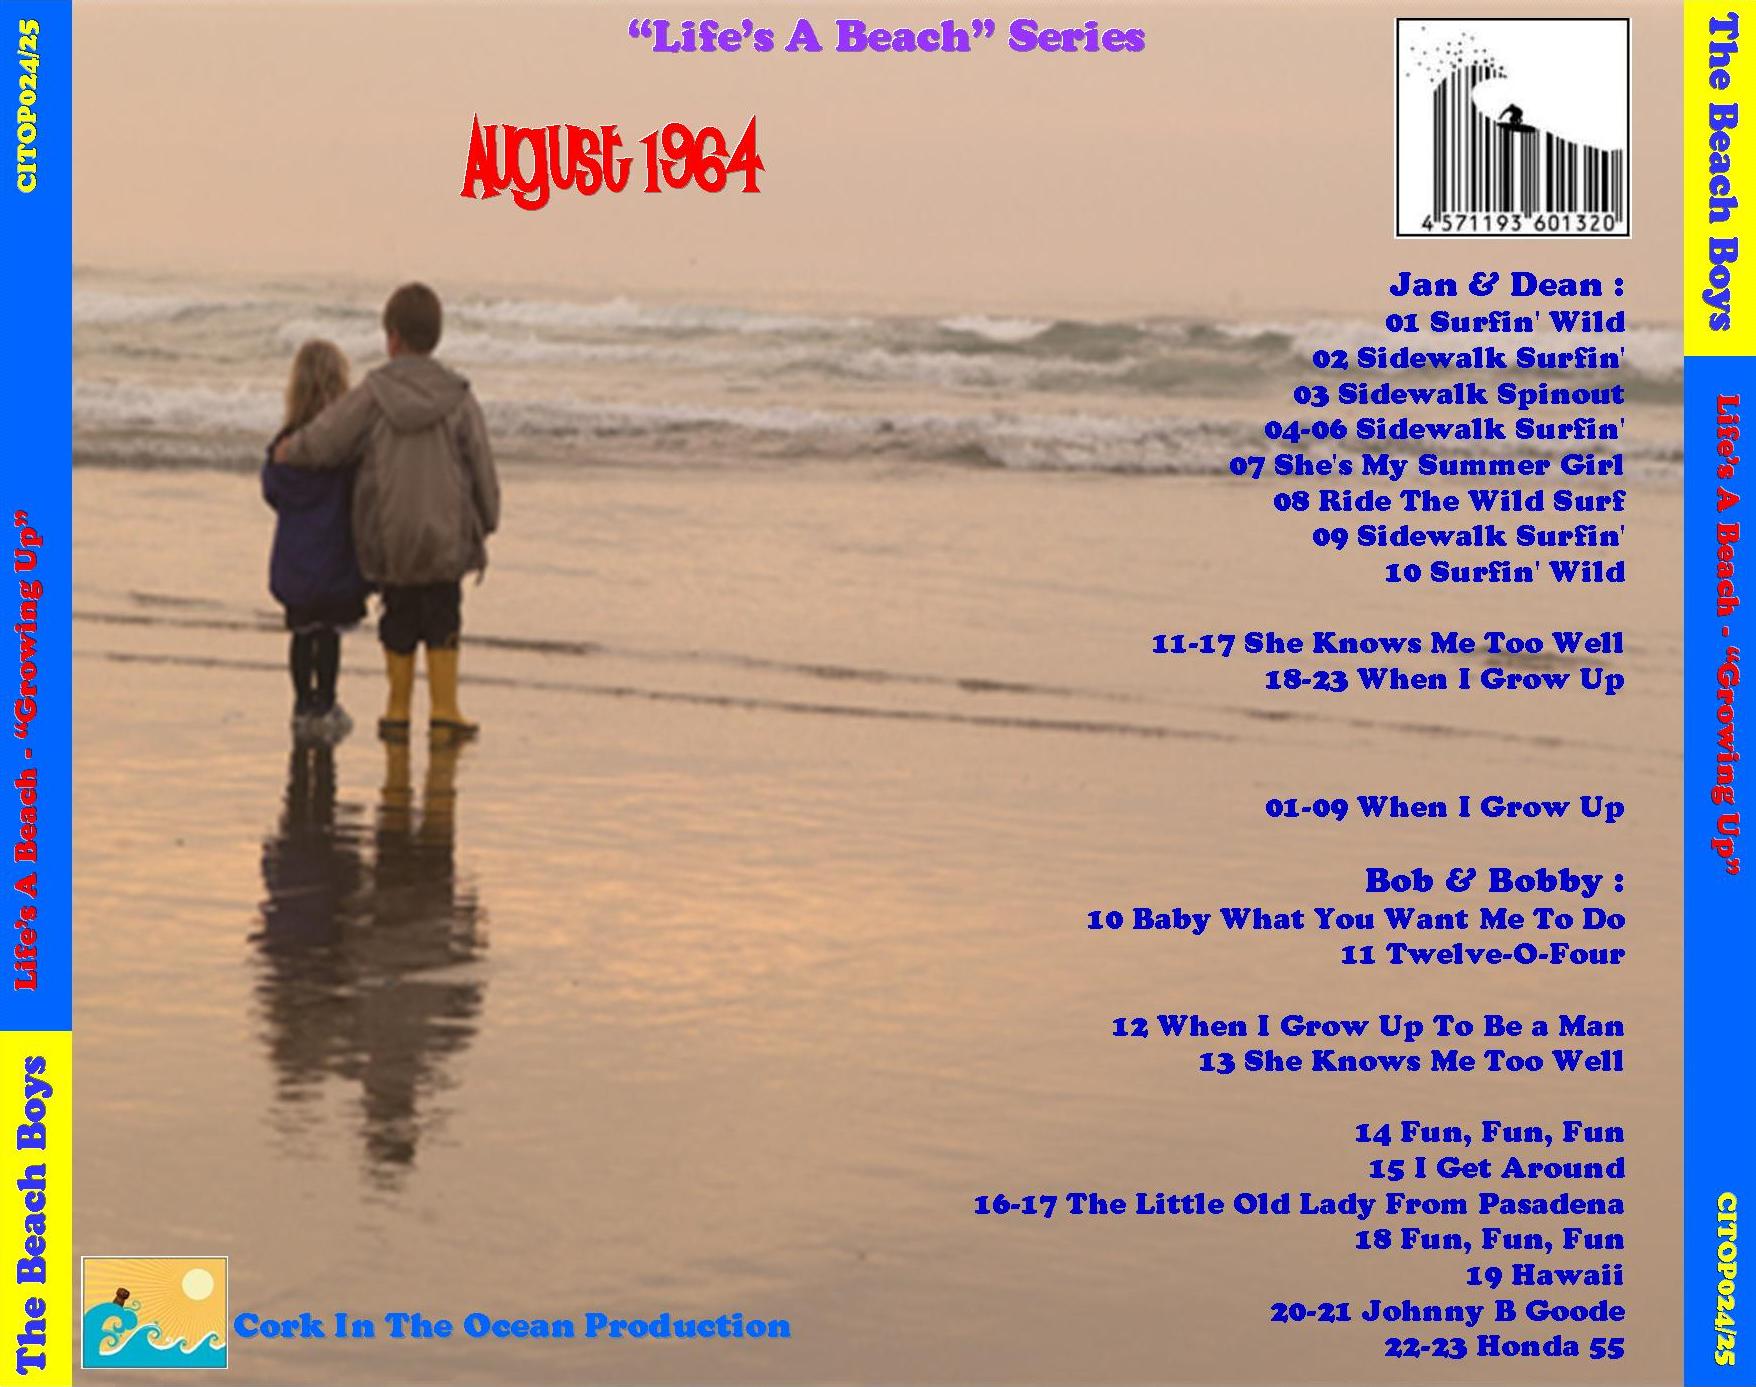 “Life’s A Beach” Series
August 1964
4 571193 601320
Jan & Dean :
01 Surfin' Wild
02 Sidewalk Surfin'
03 Sidewalk Spinout
04-06 Sidewalk Surfin'
07 She's My Summer Girl
08 Ride The Wild Surf
09 Sidewalk Surfin'
10 Surfin' Wild
11-17 She Knows Me Too Well
18-23 When I Grow Up
01-09 When I Grow Up
Bob & Bobby :
10 Baby What You Want Me To Do
11 Twelve-O-Four
12 When I Grow Up To Be a Man
13 She Knows Me Too Well
14 Fun, Fun, Fun
15 I Get Around
16-17 The Little Old Lady From Pasadena
18 Fun, Fun, Fun
19 Hawaii
20-21 Johnny B Goode
22-23 Honda 55
Cork In The Ocean Production
The Beach Boys
Life’s A Beach - “Growing Up”
CITOP024/25
The Beach Boys
Life’s A Beach - “Growing Up”
CITOP024/25